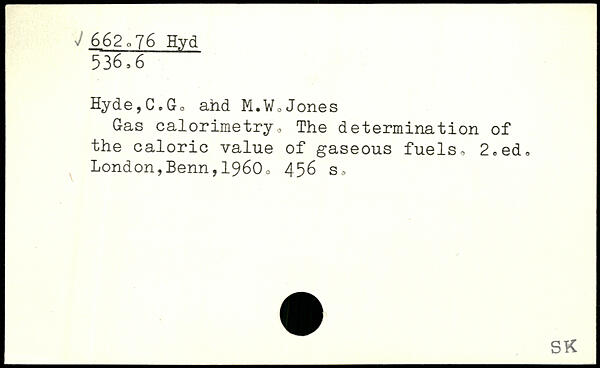 662.76 Hyd
536.6
Hyde,C.G. and M.W.Jones
Gas calorimetry. The determination of
the caloric value of gaseous fuels. 2.ed.
London,Benn,1960. 456 s.
SK